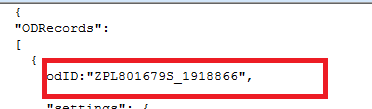 {
"ODRecords":
[
{
odID:"ZPL801679S_1918866",
"settings": {